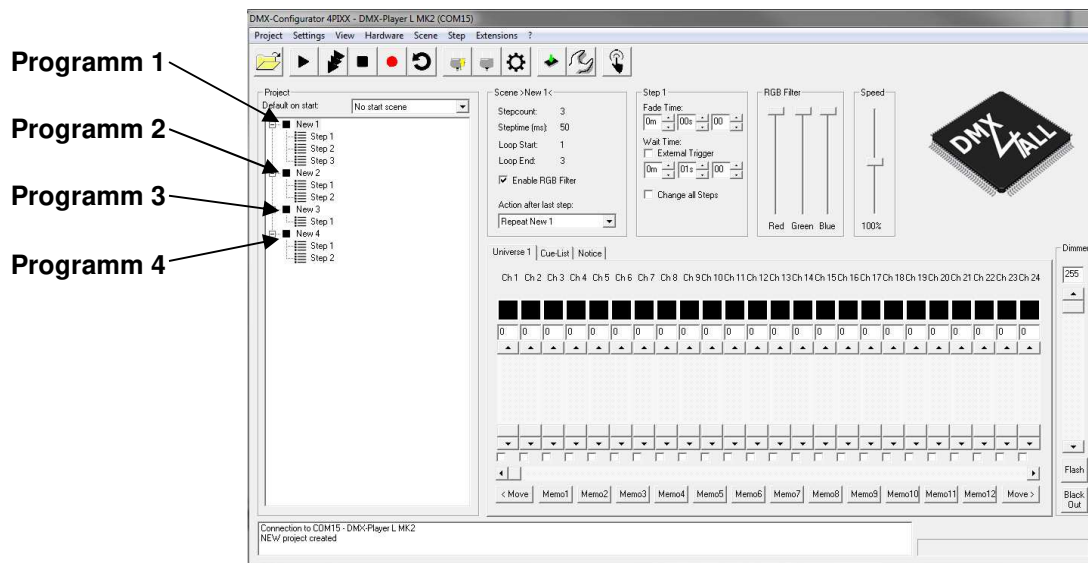 DMX-Configurator 4PIXX - DMX-Player L MK2 (COM15)
Project Settings View Hardware Scene Step Extensions ?
Programm 1
Programm 2
Programm 3
Programm 4
Project
Default on start: No start scene
New 1
Step 1
Step 2
Step 3
New 2
Step 1
Step 2
New 3
Step 1
New 4
Step 1
Step 2
Scene >New 1<
Stepcount: 3
Steptime (ms): 50
Loop Start: 1
Loop End: 3
Enable RGB Filter
Action after last step:
Repeat New 1
Step 1
Fade Time:
0m 00s 00
Wait Time:
External Trigger
0m 01s 00
Change all Steps
RGB Filter
Red Green Blue
Speed
100%
DMX
4ALL
Universe 1 Cue-List Notice
Ch 1 Ch 2 Ch 3 Ch 4 Ch 5 Ch 6 Ch 7 Ch 8 Ch 9 Ch 10 Ch 11 Ch 12 Ch 13 Ch 14 Ch 15 Ch 16 Ch 17 Ch 18 Ch 19 Ch 20 Ch 21 Ch 22 Ch 23 Ch 24
0 0 0 0 0 0 0 0 0 0 0 0 0 0 0 0 0 0 0 0 0 0 0 0
< Move Memo1 Memo2 Memo3 Memo4 Memo5 Memo6 Memo7 Memo8 Memo9 Memo10 Memo11 Memo12 Move >
Dimmer
255
Flash
Black
Out
Connection to COM15 - DMX-Player L MK2
NEW project created